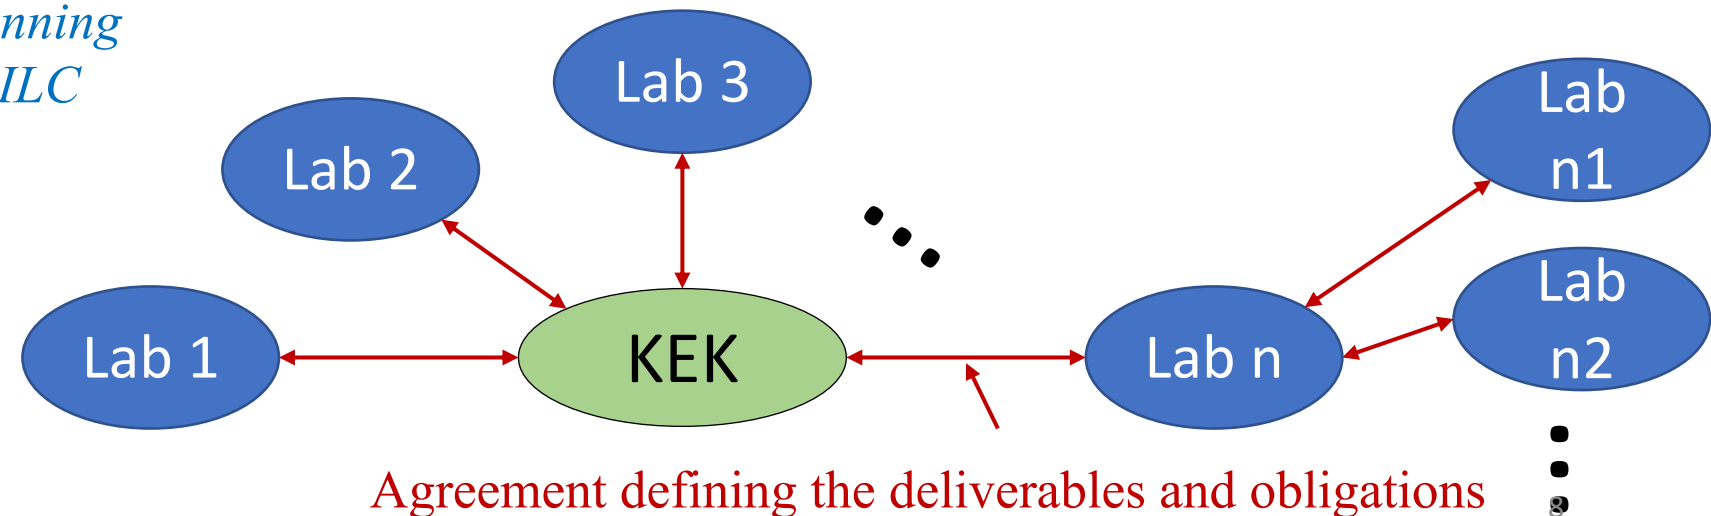 nning
ILC
Lab 3
Lab
n1
Lab 2
Lab
n2
Lab 1
KEK
Lab n
Agreement defining the deliverables and obligations
8